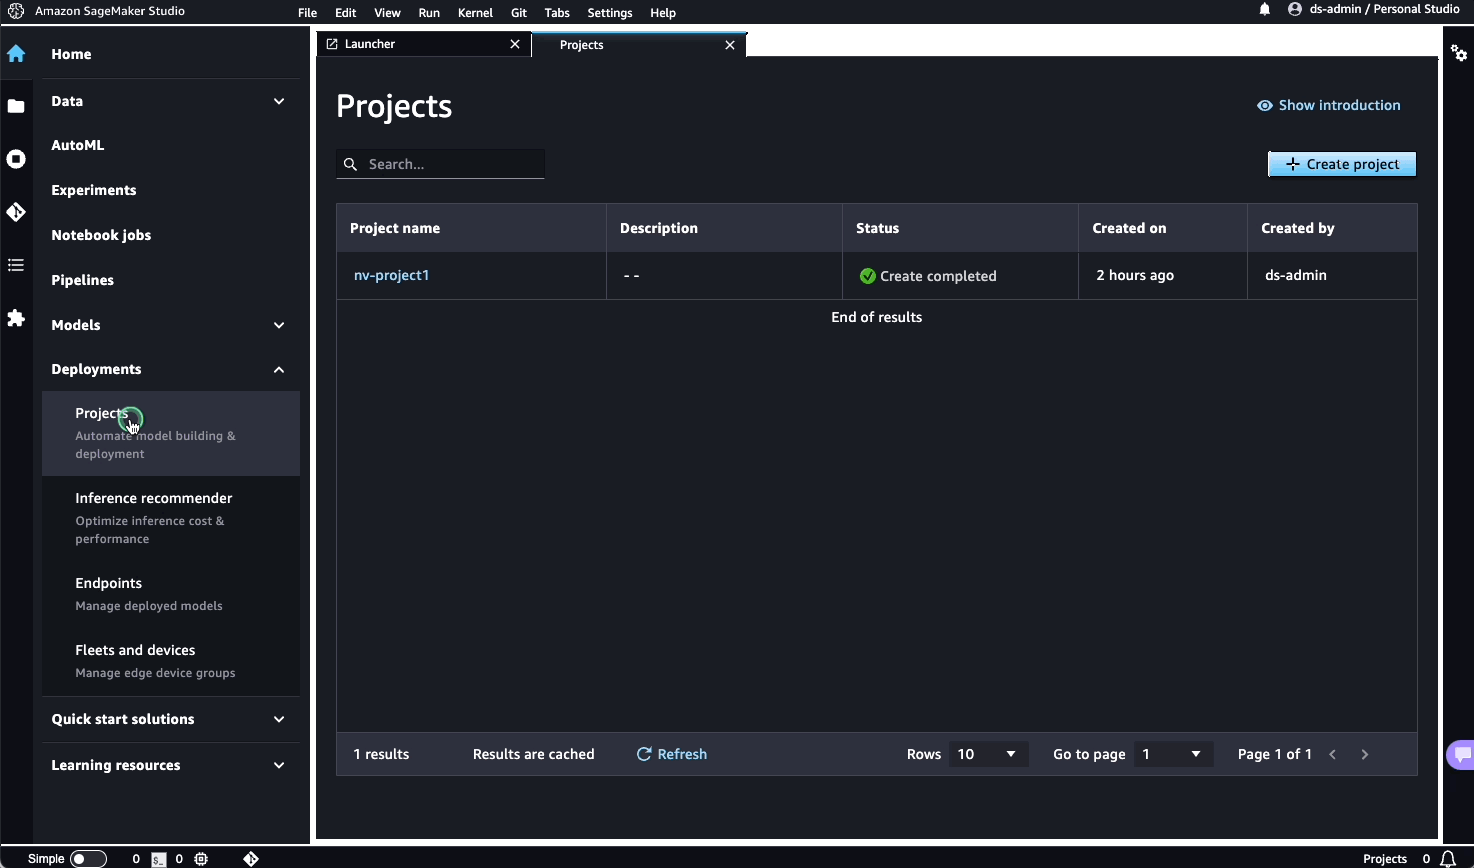 Amazon SageMaker Studio
File Edit View Run Kernel Git Tabs Settings Help
ds-admin / Personal Studio
Home
Data
AutoML
Experiments
Notebook jobs
Pipelines
Models
Deployments
Projects
Automate model building &
deployment
Inference recommender
Optimize inference cost &
performance
Endpoints
Manage deployed models
Fleets and devices
Manage edge device groups
Quick start solutions
Learning resources
Launcher
Projects
Projects
Show introduction
Search...
Create project
Project name Description Status Created on Created by
nv-project1 -- Create completed 2 hours ago ds-admin
End of results
1 results Results are cached Refresh Rows 10 Go to page 1 Page 1 of 1
Simple 0 $_ 0 Projects 0